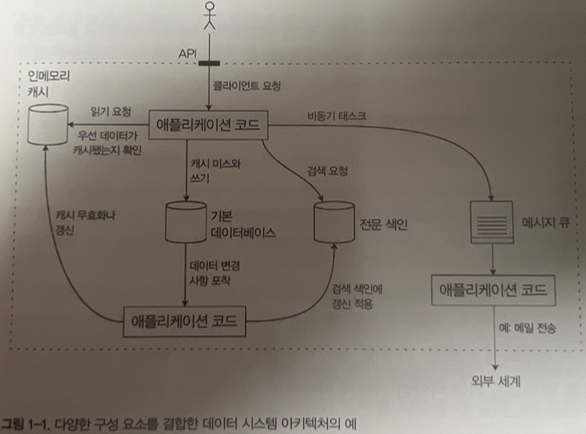 API
클라이언트 요청
인메모리
캐시
읽기 요청
애플리케이션 코드
비동기 태스크
우선 데이터가
캐시됐는지 확인
캐시 미스와
쓰기
검색 요청
캐시 무효화나
갱신
기본
데이터베이스
전문 색인
메시지 큐
데이터 변경
사항 포착
검색 색인에
갱신 적용
애플리케이션 코드
애플리케이션 코드
예: 메일 전송
외부 세계
그림 1-1. 다양한 구성 요소를 결합한 데이터 시스템 아키텍처의 예